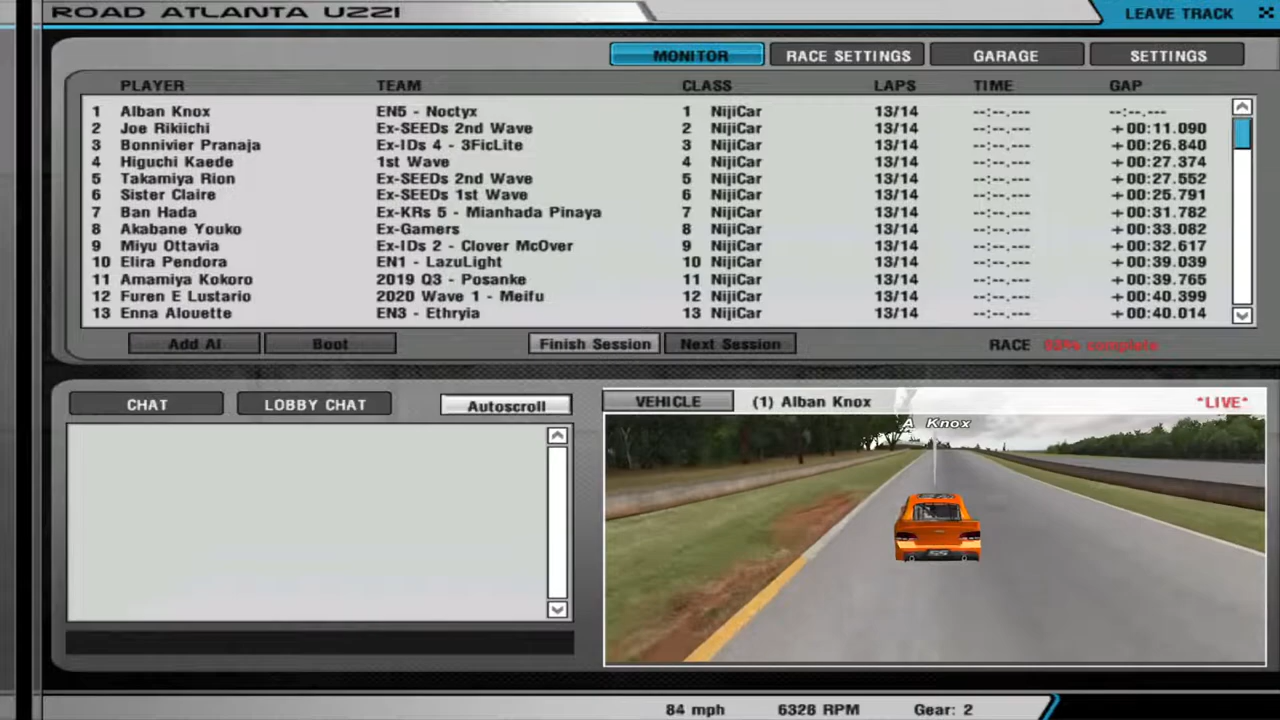 ROAD ATLANTA U221
LEAVE TRACK
MONITOR RACE SETTINGS GARAGE SETTINGS
PLAYER TEAM CLASS LAPS TIME GAP
1 Alban Knox EN5 - Noctyx 1 NijiCar 13/14 --:--.--- --:--.---
2 Joe Rikiichi Ex-SEEDs 2nd Wave 2 NijiCar 13/14 --:--.--- +00:11.090
3 Bonnivier Pranaja Ex-IDs 4 - 3FicLite 3 NijiCar 13/14 --:--.--- +00:26.840
4 Higuchi Kaede 1st Wave 4 NijiCar 13/14 --:--.--- +00:27.374
5 Takamiya Rion Ex-SEEDs 2nd Wave 5 NijiCar 13/14 --:--.--- +00:27.552
6 Sister Claire Ex-SEEDs 1st Wave 6 NijiCar 13/14 --:--.--- +00:25.791
7 Ban Hada Ex-KRs 5 - Mianhada Pinaya 7 NijiCar 13/14 --:--.--- +00:31.782
8 Akabane Youko Ex-Gamers 8 NijiCar 13/14 --:--.--- +00:33.082
9 Miyu Ottavia Ex-IDs 2 - Clover McOver 9 NijiCar 13/14 --:--.--- +00:32.617
10 Elira Pendora EN1 - LazuLight 10 NijiCar 13/14 --:--.--- +00:39.039
11 Amamiya Kokoro 2019 Q3 - Posanke 11 NijiCar 13/14 --:--.--- +00:39.765
12 Furen E Lustario 2020 Wave 1 - Meifu 12 NijiCar 13/14 --:--.--- +00:40.399
13 Enna Alouette EN3 - Ethryia 13 NijiCar 13/14 --:--.--- +00:40.014
Add AI Boot Finish Session Next Session RACE complete
CHAT LOBBY CHAT Autoscroll
VEHICLE (1) Alban Knox *LIVE*
A Knox
84 mph 6328 RPM Gear: 2